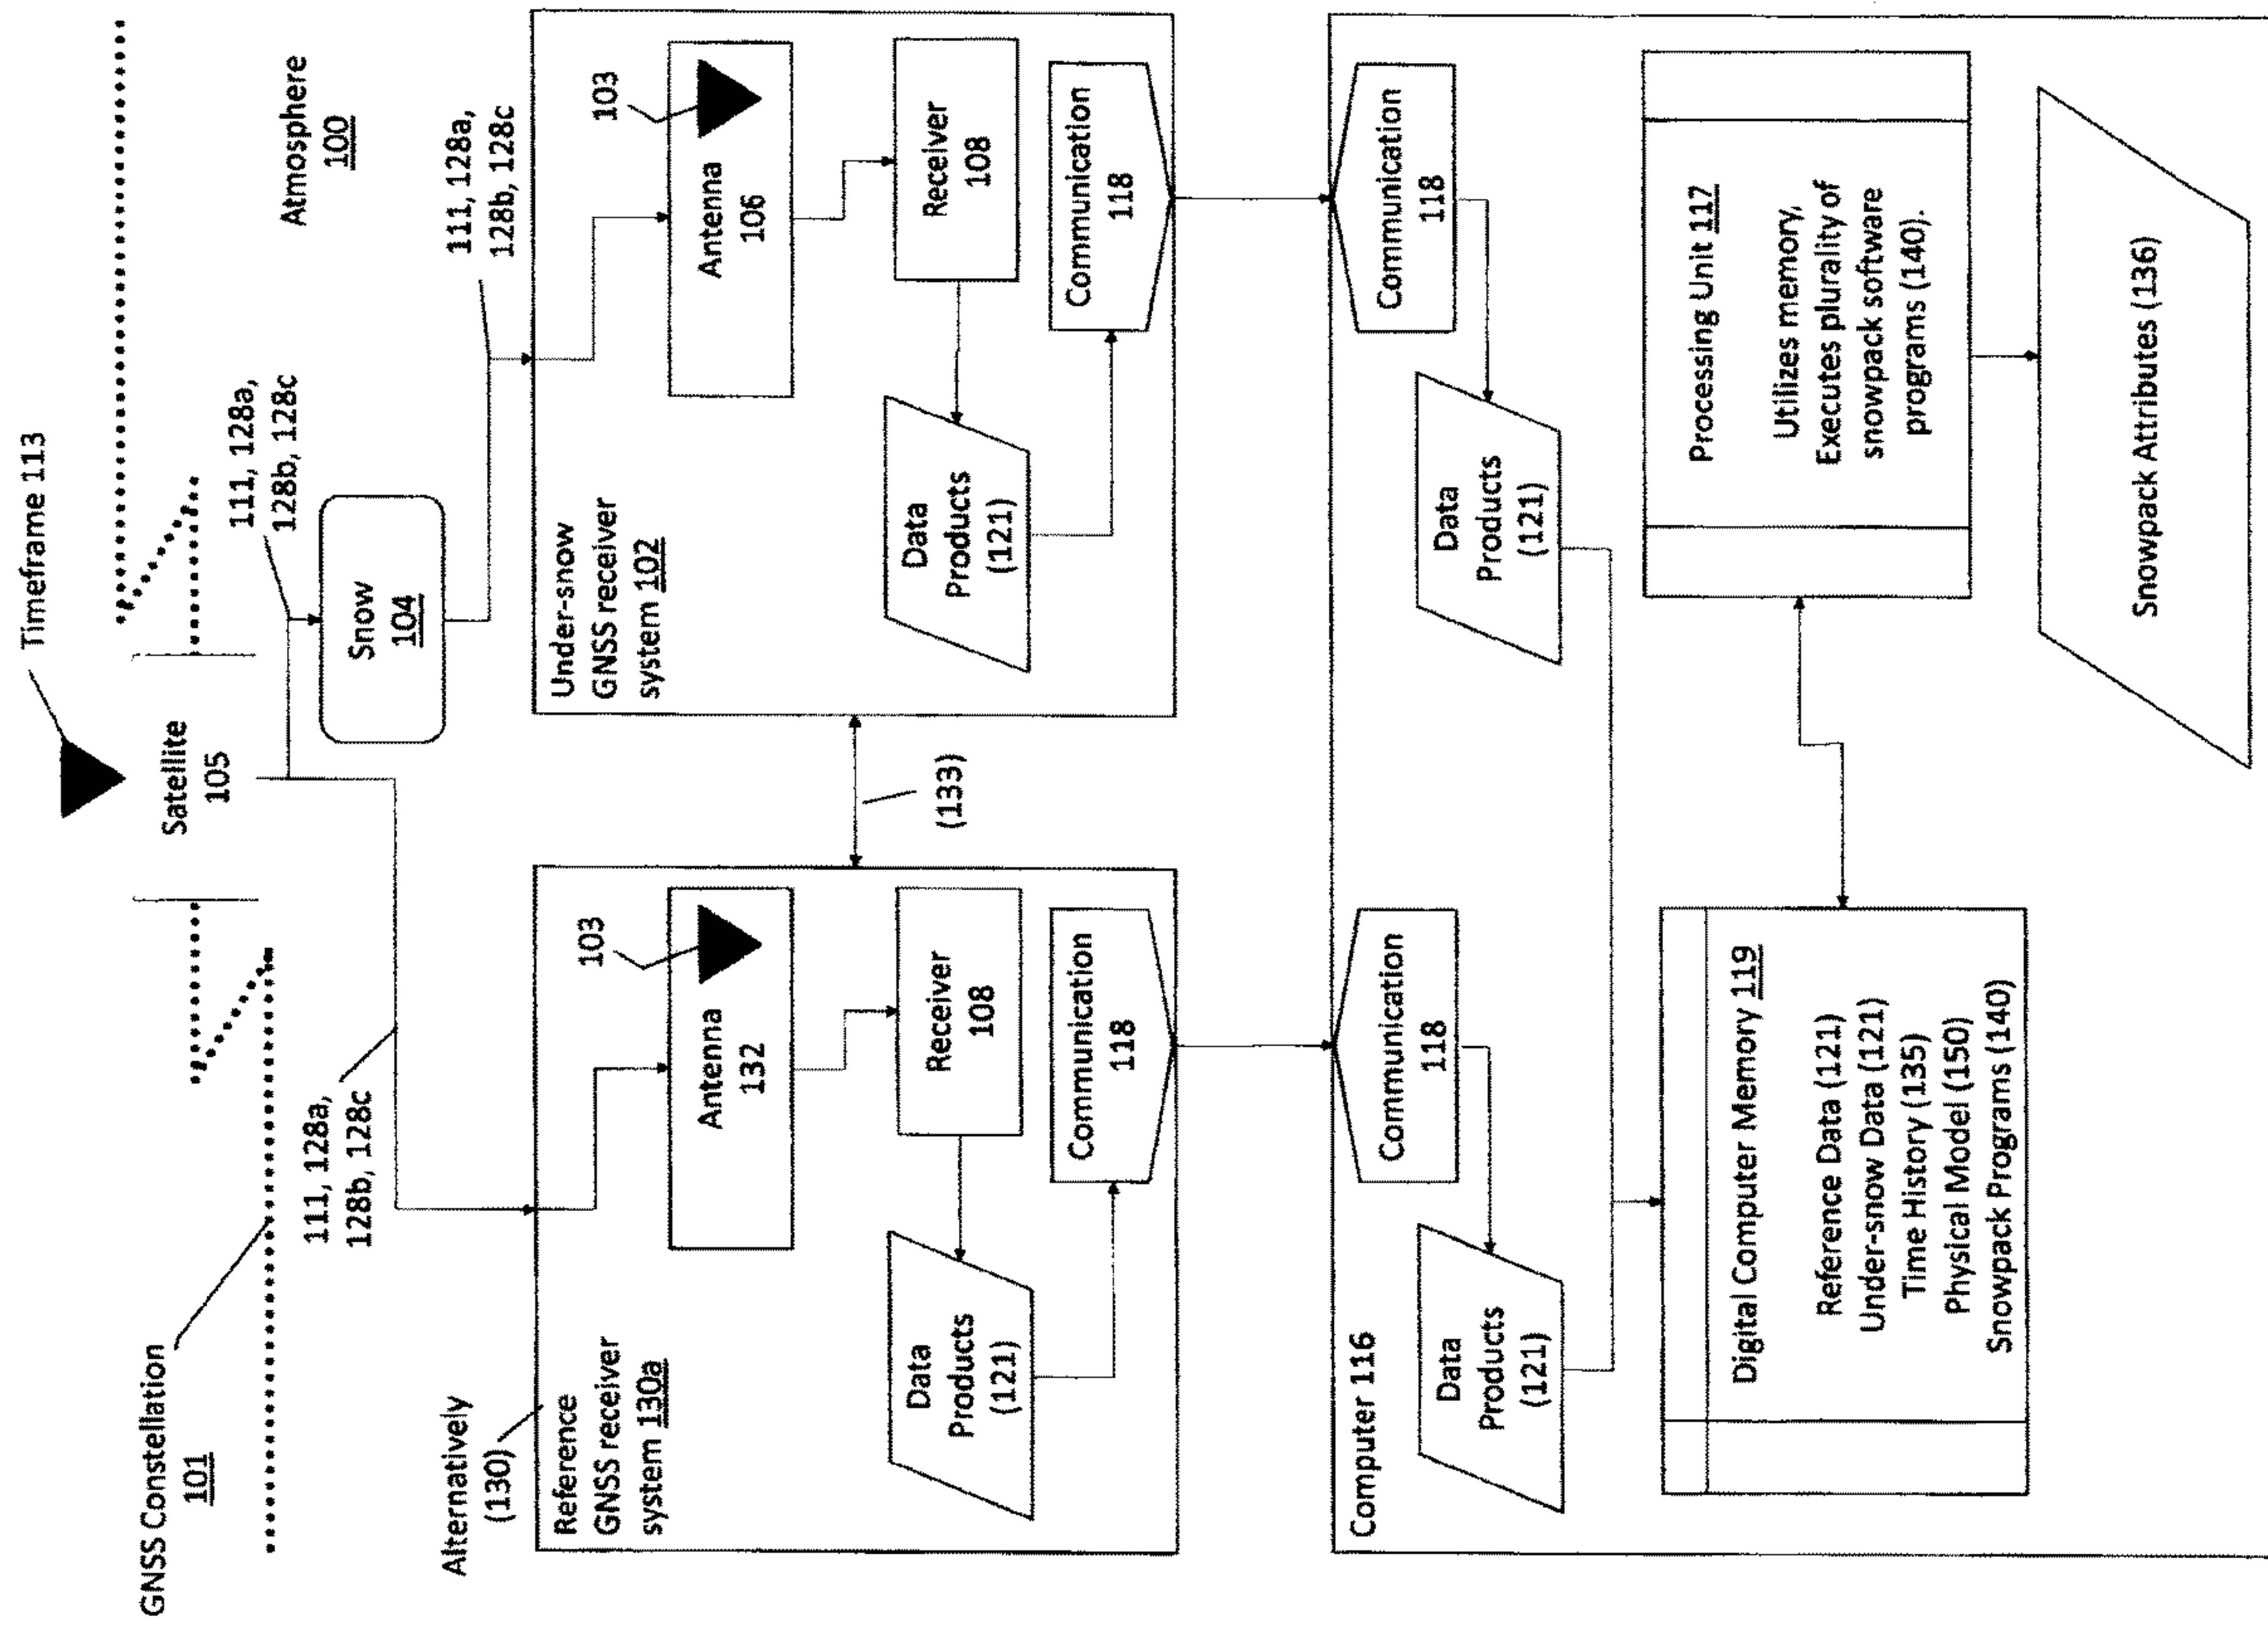 Timeframe 113
GNSS Constellation
101
Satellite
105
Atmosphere
100
111, 128a,
128b, 128c
111, 128a,
128b, 128c
Snow
104
111, 128a,
128b, 128c
Alternatively
(130)
Reference
GNSS receiver
system 130a
103
Antenna
132
Receiver
108
Data
Products
(121)
Communication
118
(133)
Under-snow
GNSS receiver
system 102
103
Antenna
106
Receiver
108
Data
Products
(121)
Communication
118
Computer 116
Communication
118
Data
Products
(121)
Communication
118
Data
Products
(121)
Digital Computer Memory 119
Reference Data (121)
Under-snow Data (121)
Time History (135)
Physical Model (150)
Snowpack Programs (140)
Processing Unit 117
Utilizes memory,
Executes plurality of
snowpack software
programs (140).
Snowpack Attributes (136)